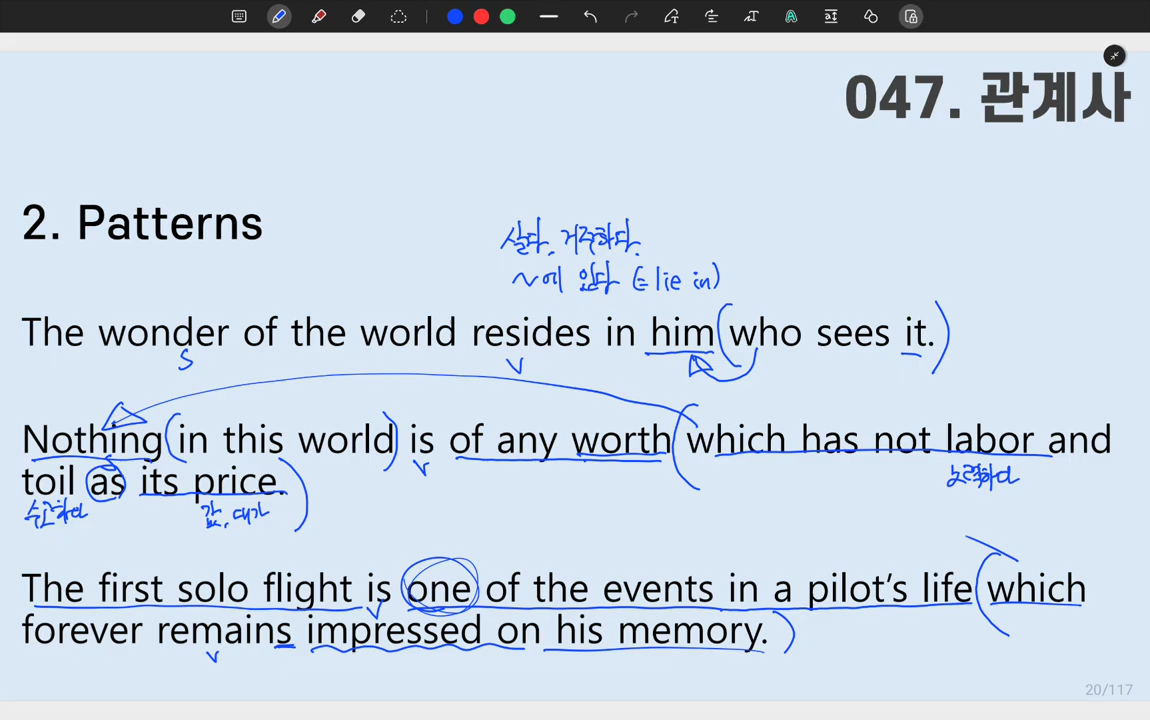 047. 관계사
2. Patterns
살다, 거주하다.
~에 있다 (= lie in)
The wonder of the world resides in him who sees it.
S
V
Nothing in this world is of any worth which has not labor and
V
toil as its price.
노력하다
수고하다
값, 대가
The first solo flight is one of the events in a pilot's life which
V
forever remains impressed on his memory.
V
20/117